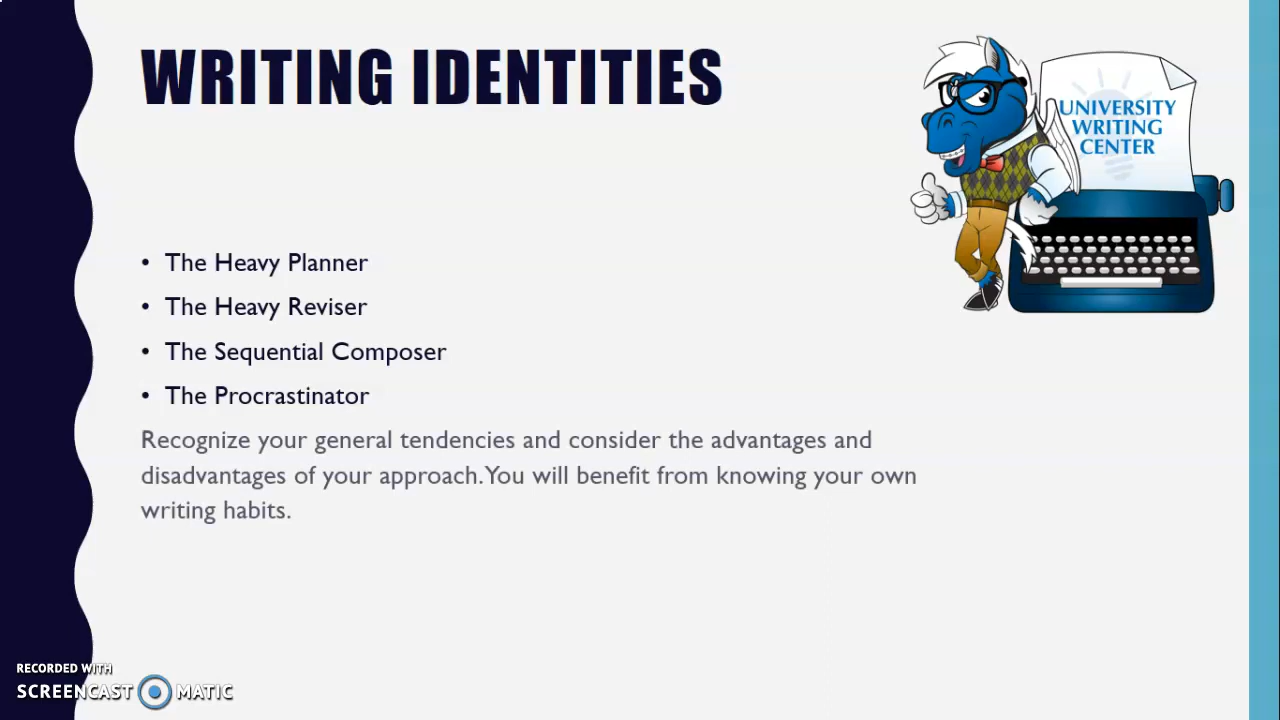 WRITING IDENTITIES
UNIVERSITY
WRITING
CENTER
• The Heavy Planner
• The Heavy Reviser
• The Sequential Composer
• The Procrastinator
Recognize your general tendencies and consider the advantages and
disadvantages of your approach. You will benefit from knowing your own
writing habits.
RECORDED WITH
SCREENCAST MATIC